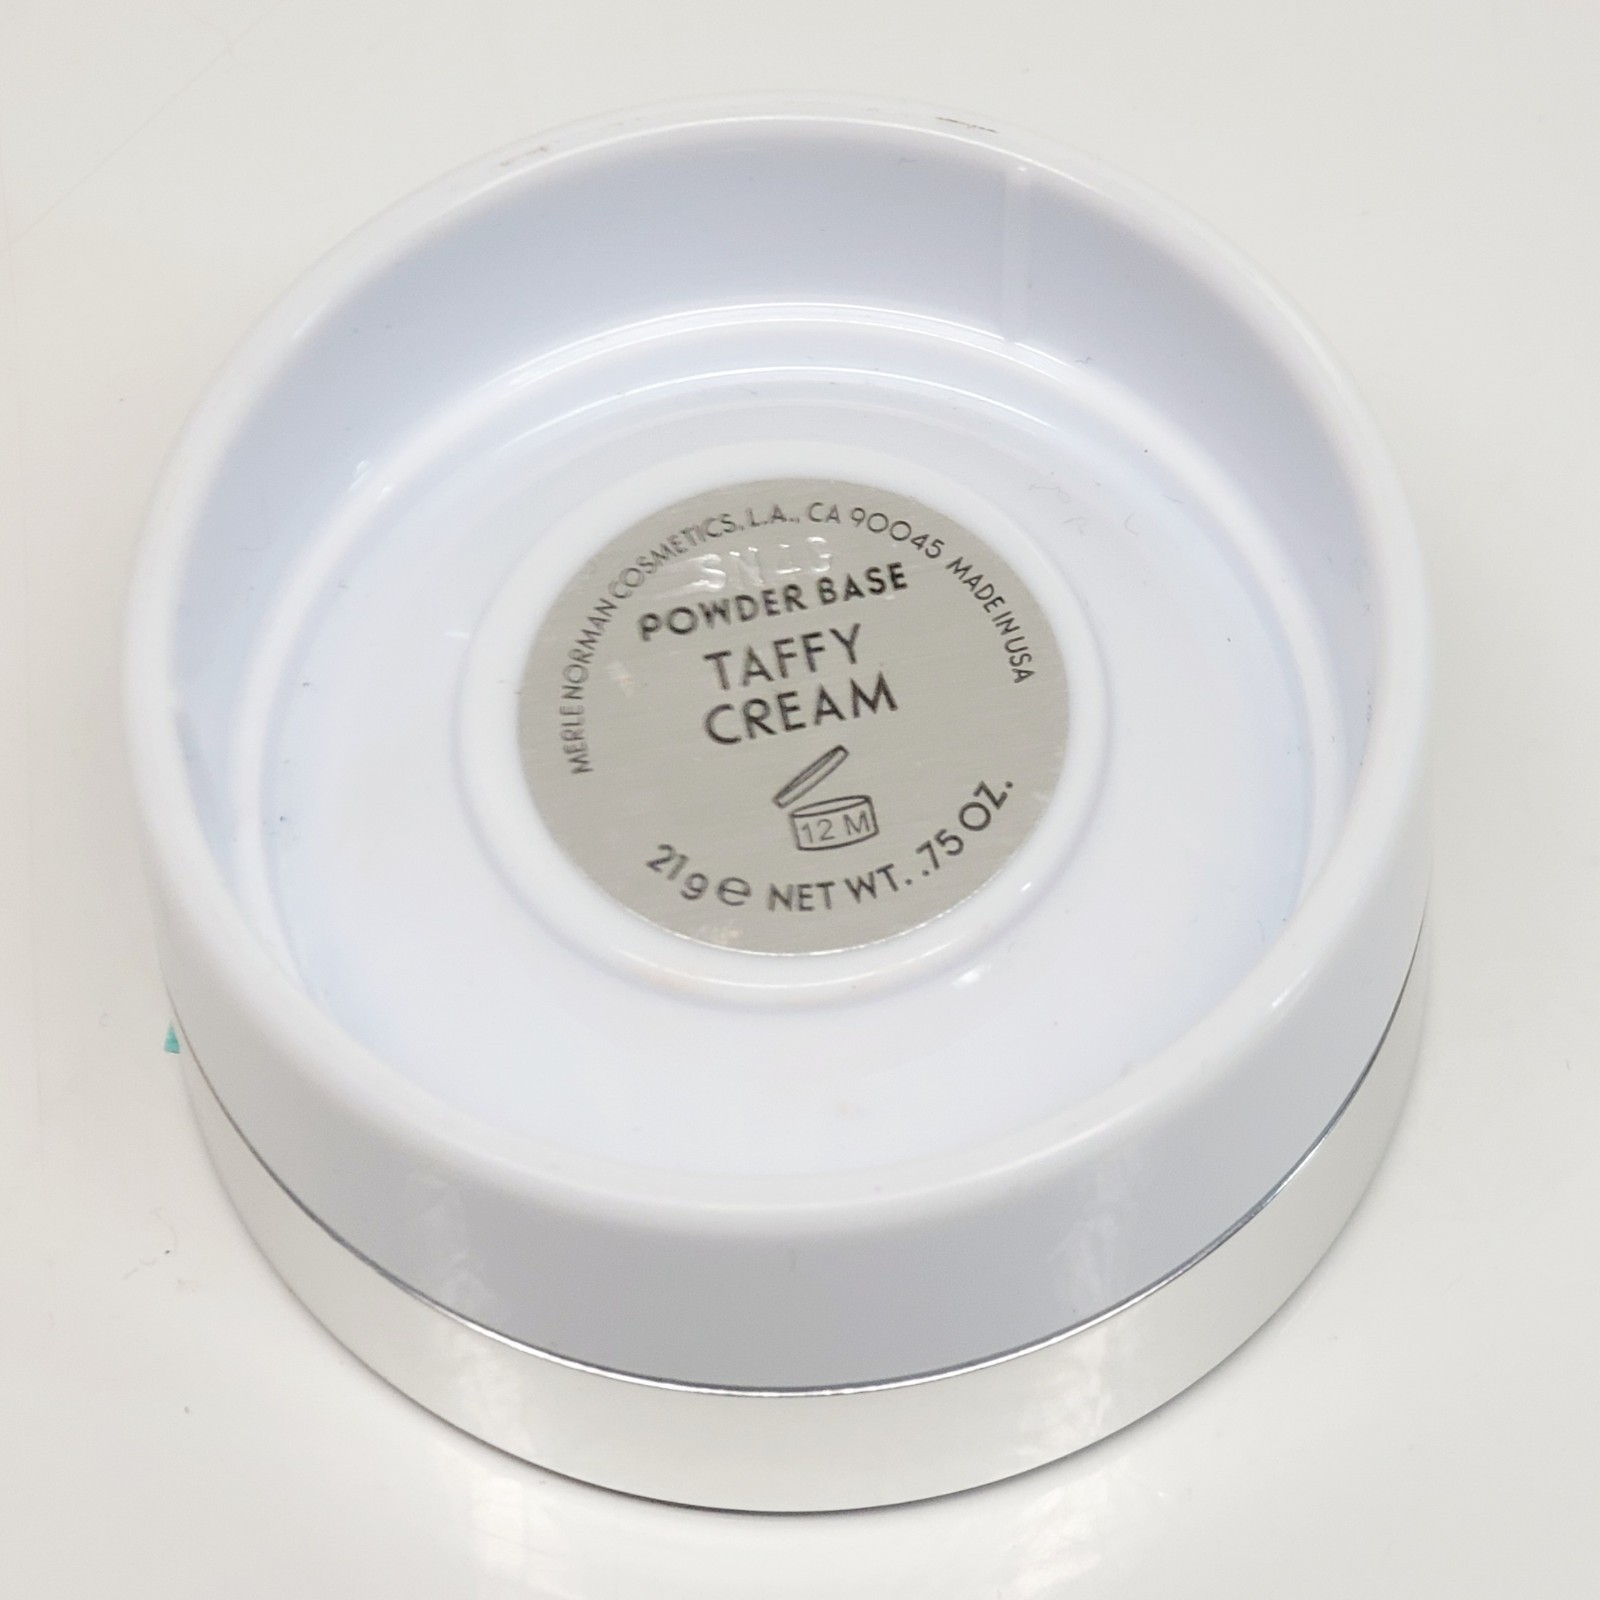 MERLE NORMAN COSMETICS, L.A., CA 90045 MADE IN USA
POWDER BASE
TAFFY
CREAM
12 M
21g e NET WT. .75 OZ.